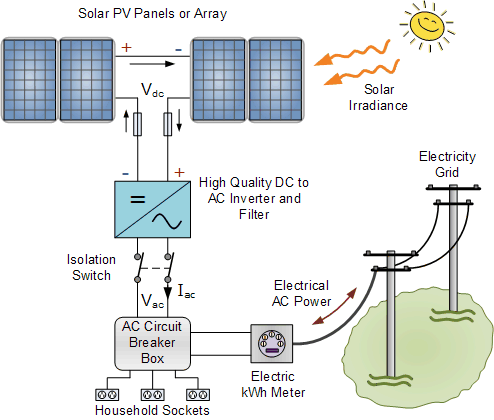 Solar PV Panels or Array
+ -
Vdc
Solar
Irradiance
- +
High Quality DC to
AC Inverter and
Filter
Electricity
Grid
Isolation
Switch
Vac
Iac
Electrical
AC Power
AC Circuit
Breaker
Box
Electric
kWh Meter
Household Sockets